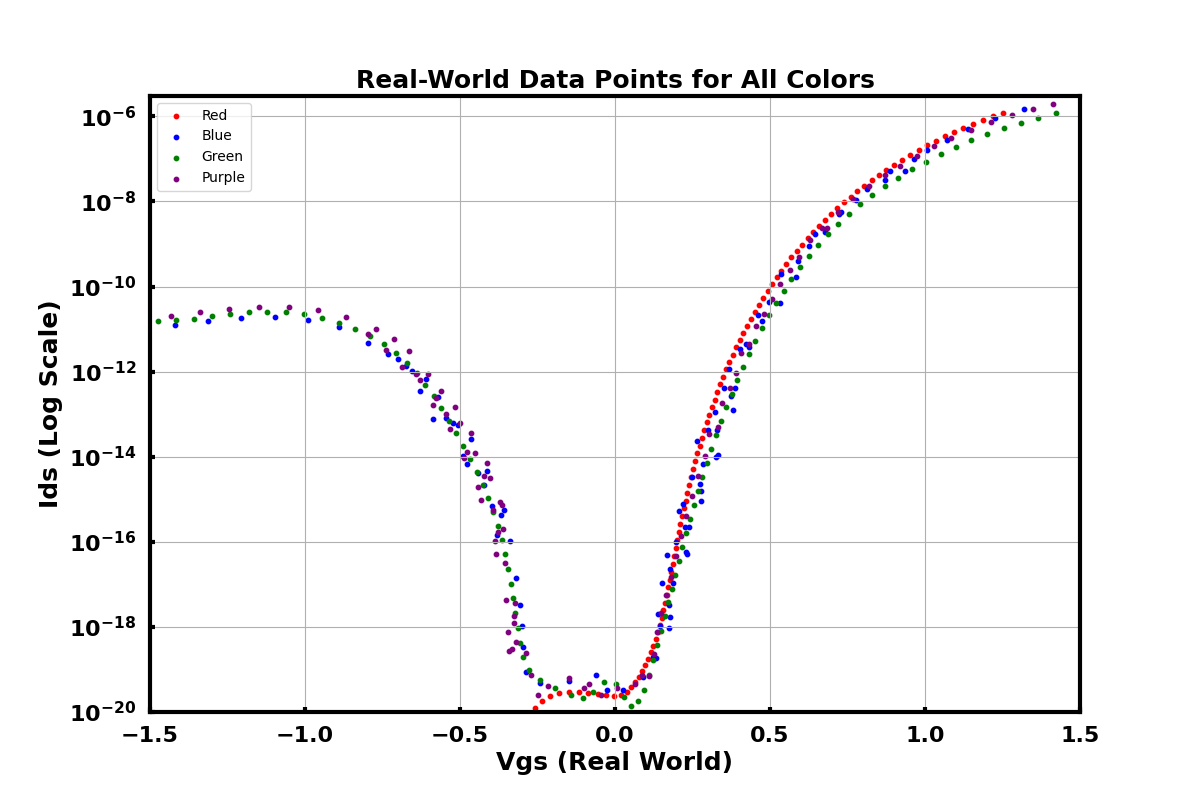 Real-World Data Points for All Colors
Red
Blue
Green
Purple
10⁻⁶
10⁻⁸
10⁻¹⁰
10⁻¹²
10⁻¹⁴
10⁻¹⁶
10⁻¹⁸
10⁻²⁰
Ids (Log Scale)
−1.5 −1.0 −0.5 0.0 0.5 1.0 1.5
Vgs (Real World)